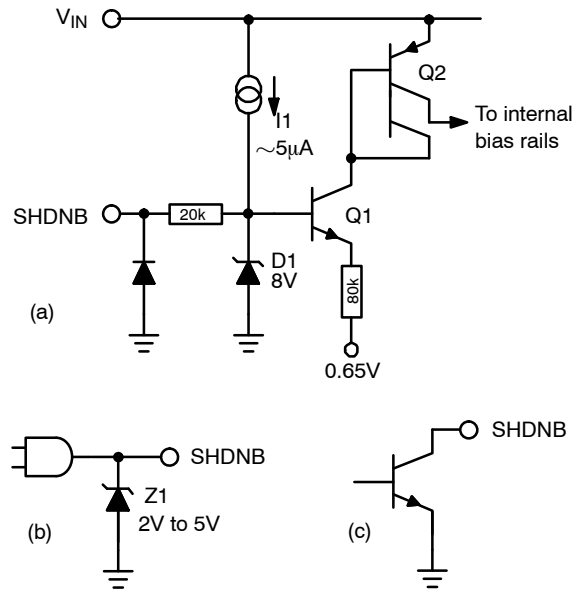 VIN
Q2
I1
To internal
bias rails
~5μA
SHDNB
20k
Q1
D1
8V
80k
(a)
0.65V
SHDNB
SHDNB
Z1
2V to 5V
(b)
(c)